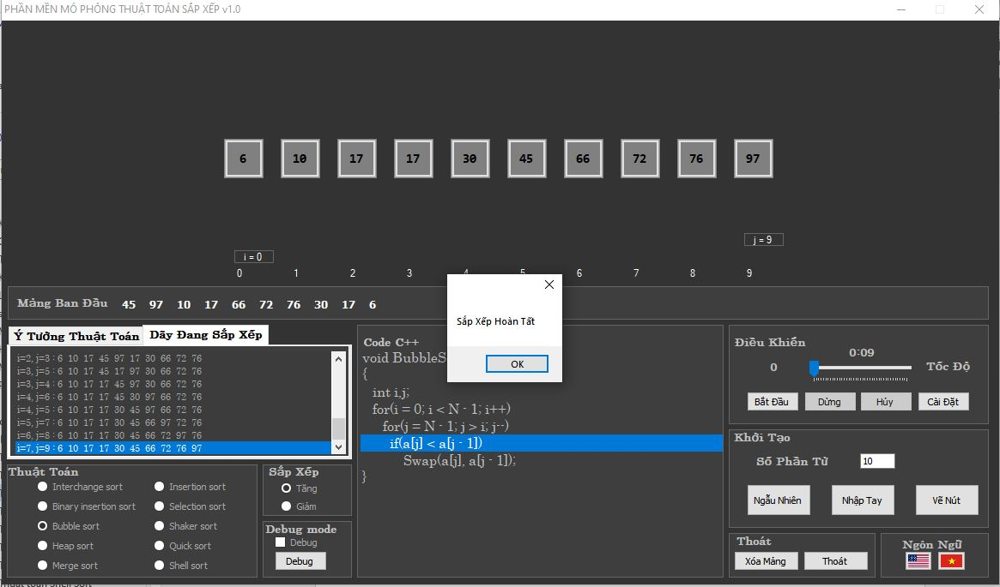 PHẦN MỀN MÔ PHỎNG THUẬT TOÁN SẮP XẾP v1.0
6 10 17 17 30 45 66 72 76 97
j = 9
i = 0
0 1 2 3 4 5 6 7 8 9
Mảng Ban Đầu 45 97 10 17 66 72 76 30 17 6
Sắp Xếp Hoàn Tất
OK
Ý Tưởng Thuật Toán Dãy Đang Sắp Xếp
i=2, j=3 : 6 10 17 45 97 17 30 66 72 76
i=3, j=5 : 6 10 17 45 17 97 30 66 72 76
i=3, j=4 : 6 10 17 17 45 97 30 66 72 76
i=4, j=6 : 6 10 17 17 45 30 97 66 72 76
i=4, j=5 : 6 10 17 17 30 45 97 66 72 76
i=5, j=7 : 6 10 17 17 30 45 66 97 72 76
i=6, j=8 : 6 10 17 17 30 45 66 72 97 76
i=7, j=9 : 6 10 17 17 30 45 66 72 76 97
Code C++
void BubbleS
{
int i,j;
for(i = 0; i < N - 1; i++)
for(j = N - 1; j > i; j--)
if(a[j] < a[j - 1])
Swap(a[j], a[j - 1]);
}
Điều Khiển
0:09
0 Tốc Độ
Bắt Đầu Dừng Hủy Cài Đặt
Khởi Tạo
Số Phần Tử 10
Ngẫu Nhiên Nhập Tay Vẽ Nút
Thuật Toán
Interchange sort Insertion sort
Binary insertion sort Selection sort
Bubble sort Shaker sort
Heap sort Quick sort
Merge sort Shell sort
Sắp Xếp
Tăng
Giảm
Debug mode
Debug
Debug
Thoát
Xóa Mảng Thoát
Ngôn Ngữ